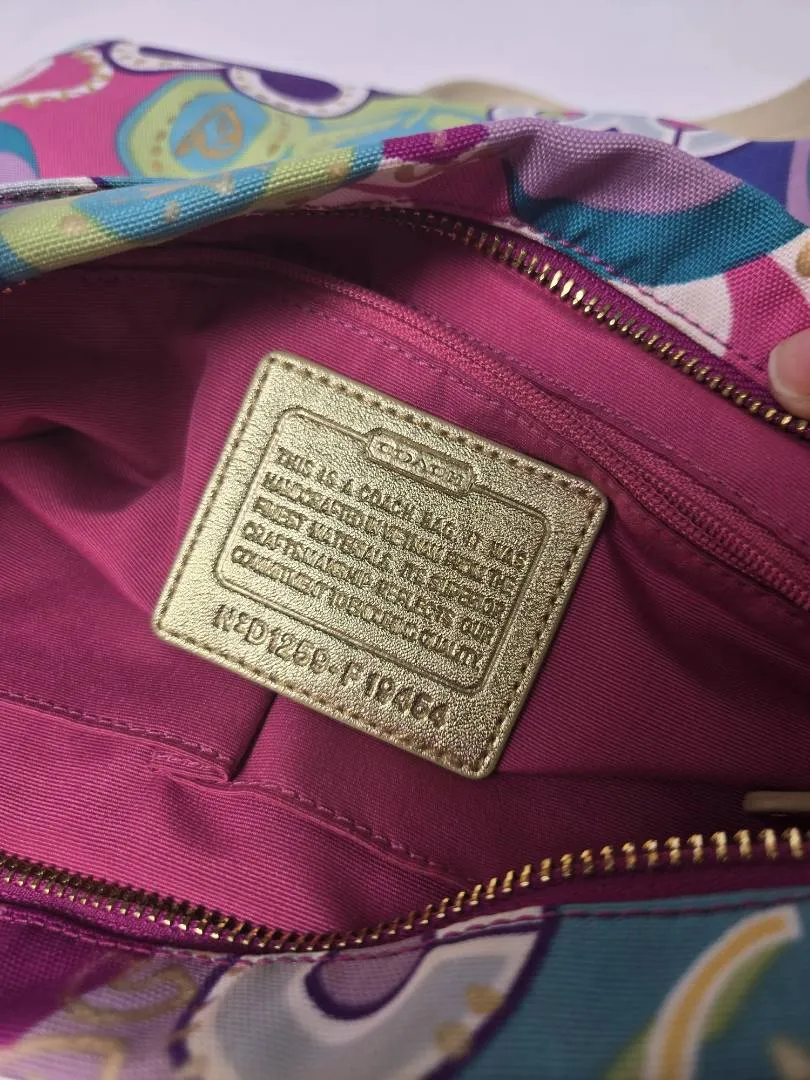 COACH
THIS IS A COACH BAG. IT WAS
HANDCRAFTED IN VIETNAM FROM THE
FINEST MATERIALS. ITS SUPERIOR
CRAFTSMANSHIP REFLECTS OUR
COMMITMENT TO ENDURING QUALITY.
D1259-F19464